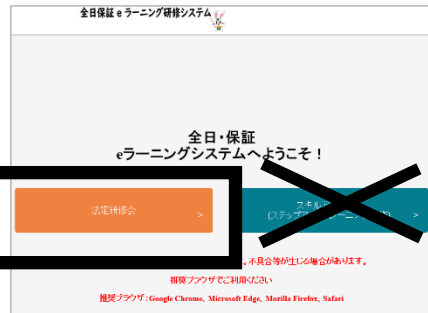 全日保証 e ラーニング研修システム
全日・保証
eラーニングシステムへようこそ！
法定研修会 >
スキル
(ステップ >
。不具合等が生じる場合があります。
推奨ブラウザでご利用ください
推奨ブラウザ：Google Chrome, Microsoft Edge, Mozilla Firefox, Safari